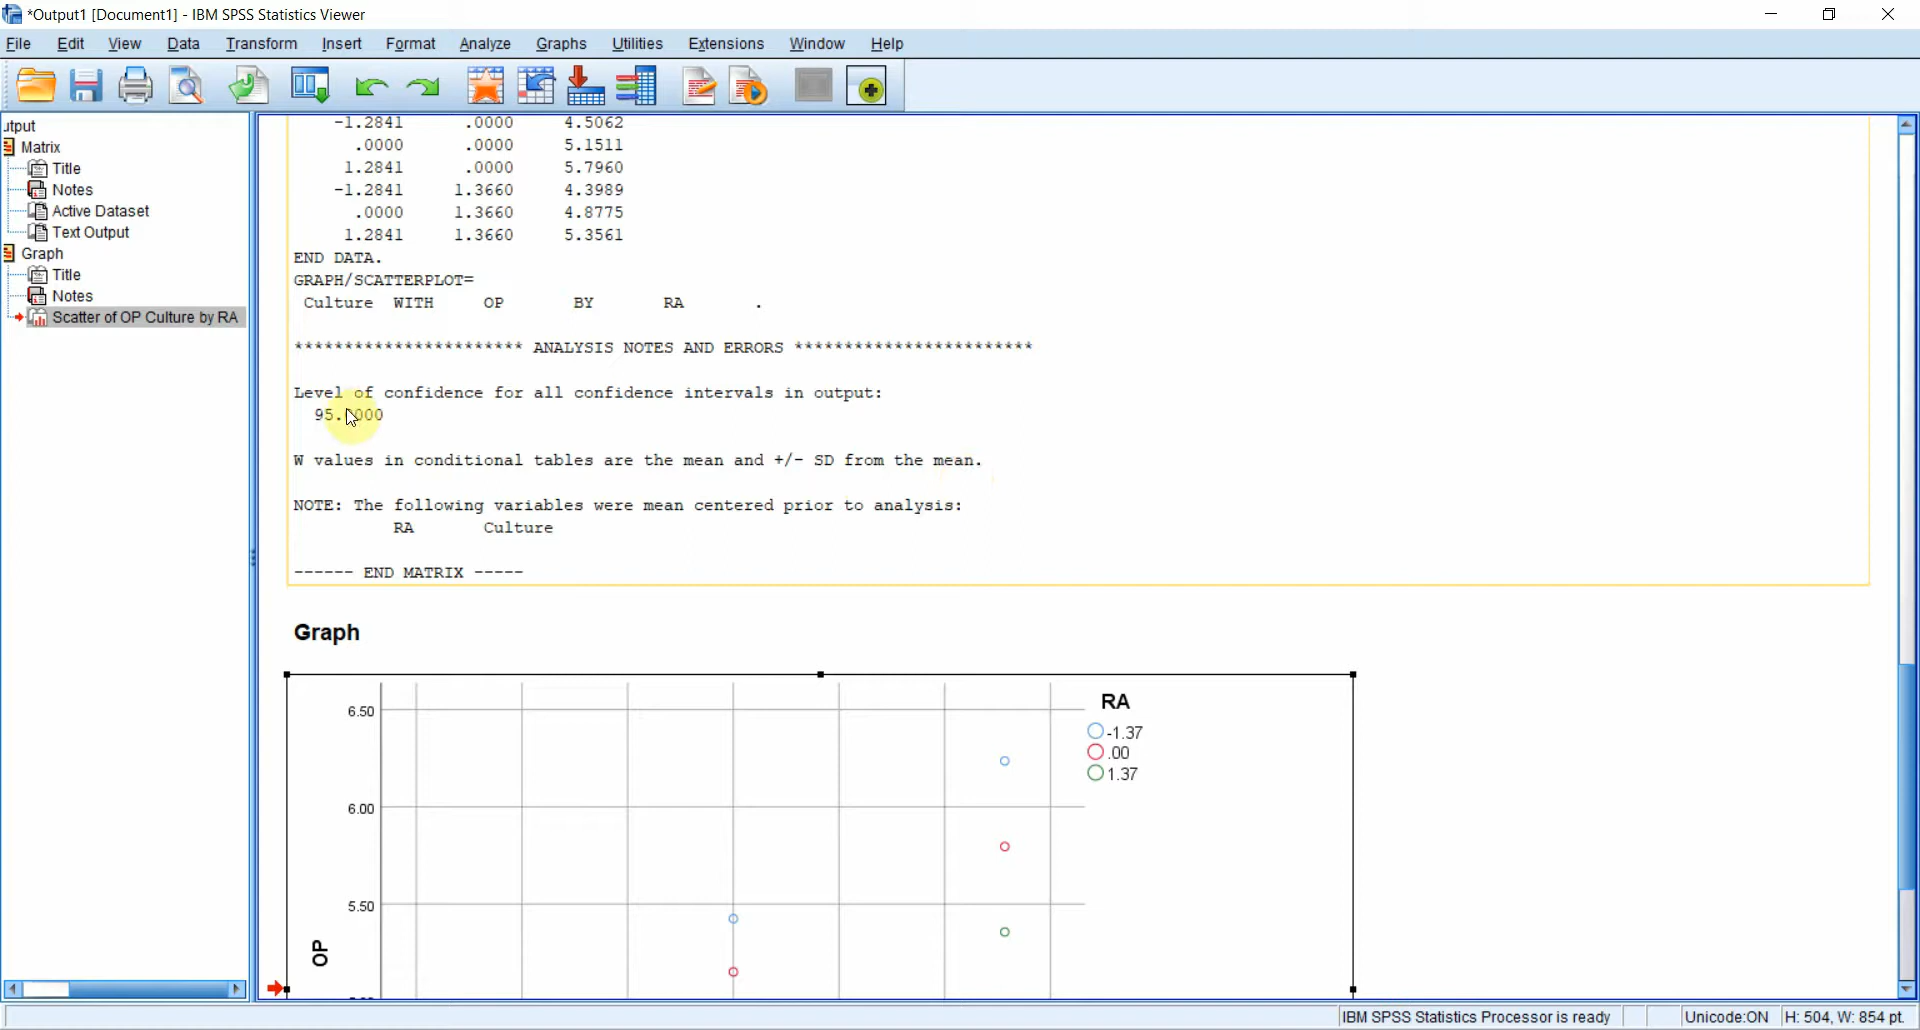 *Output1 [Document1] - IBM SPSS Statistics Viewer
File Edit View Data Transform Insert Format Analyze Graphs Utilities Extensions Window Help
utput
Matrix
Title
Notes
Active Dataset
Text Output
Graph
Title
Notes
Scatter of OP Culture by RA
-1.2841 .0000 4.5062
.0000 .0000 5.1511
1.2841 .0000 5.7960
-1.2841 1.3660 4.3989
.0000 1.3660 4.8775
1.2841 1.3660 5.3561
END DATA.
GRAPH/SCATTERPLOT=
Culture WITH OP BY RA .
*********************** ANALYSIS NOTES AND ERRORS ************************
Level of confidence for all confidence intervals in output:
95.0000
W values in conditional tables are the mean and +/- SD from the mean.
NOTE: The following variables were mean centered prior to analysis:
RA Culture
------ END MATRIX -----
Graph
RA
-1.37
.00
1.37
6.50
6.00
5.50
OP
IBM SPSS Statistics Processor is ready Unicode:ON H: 504, W: 854 pt.